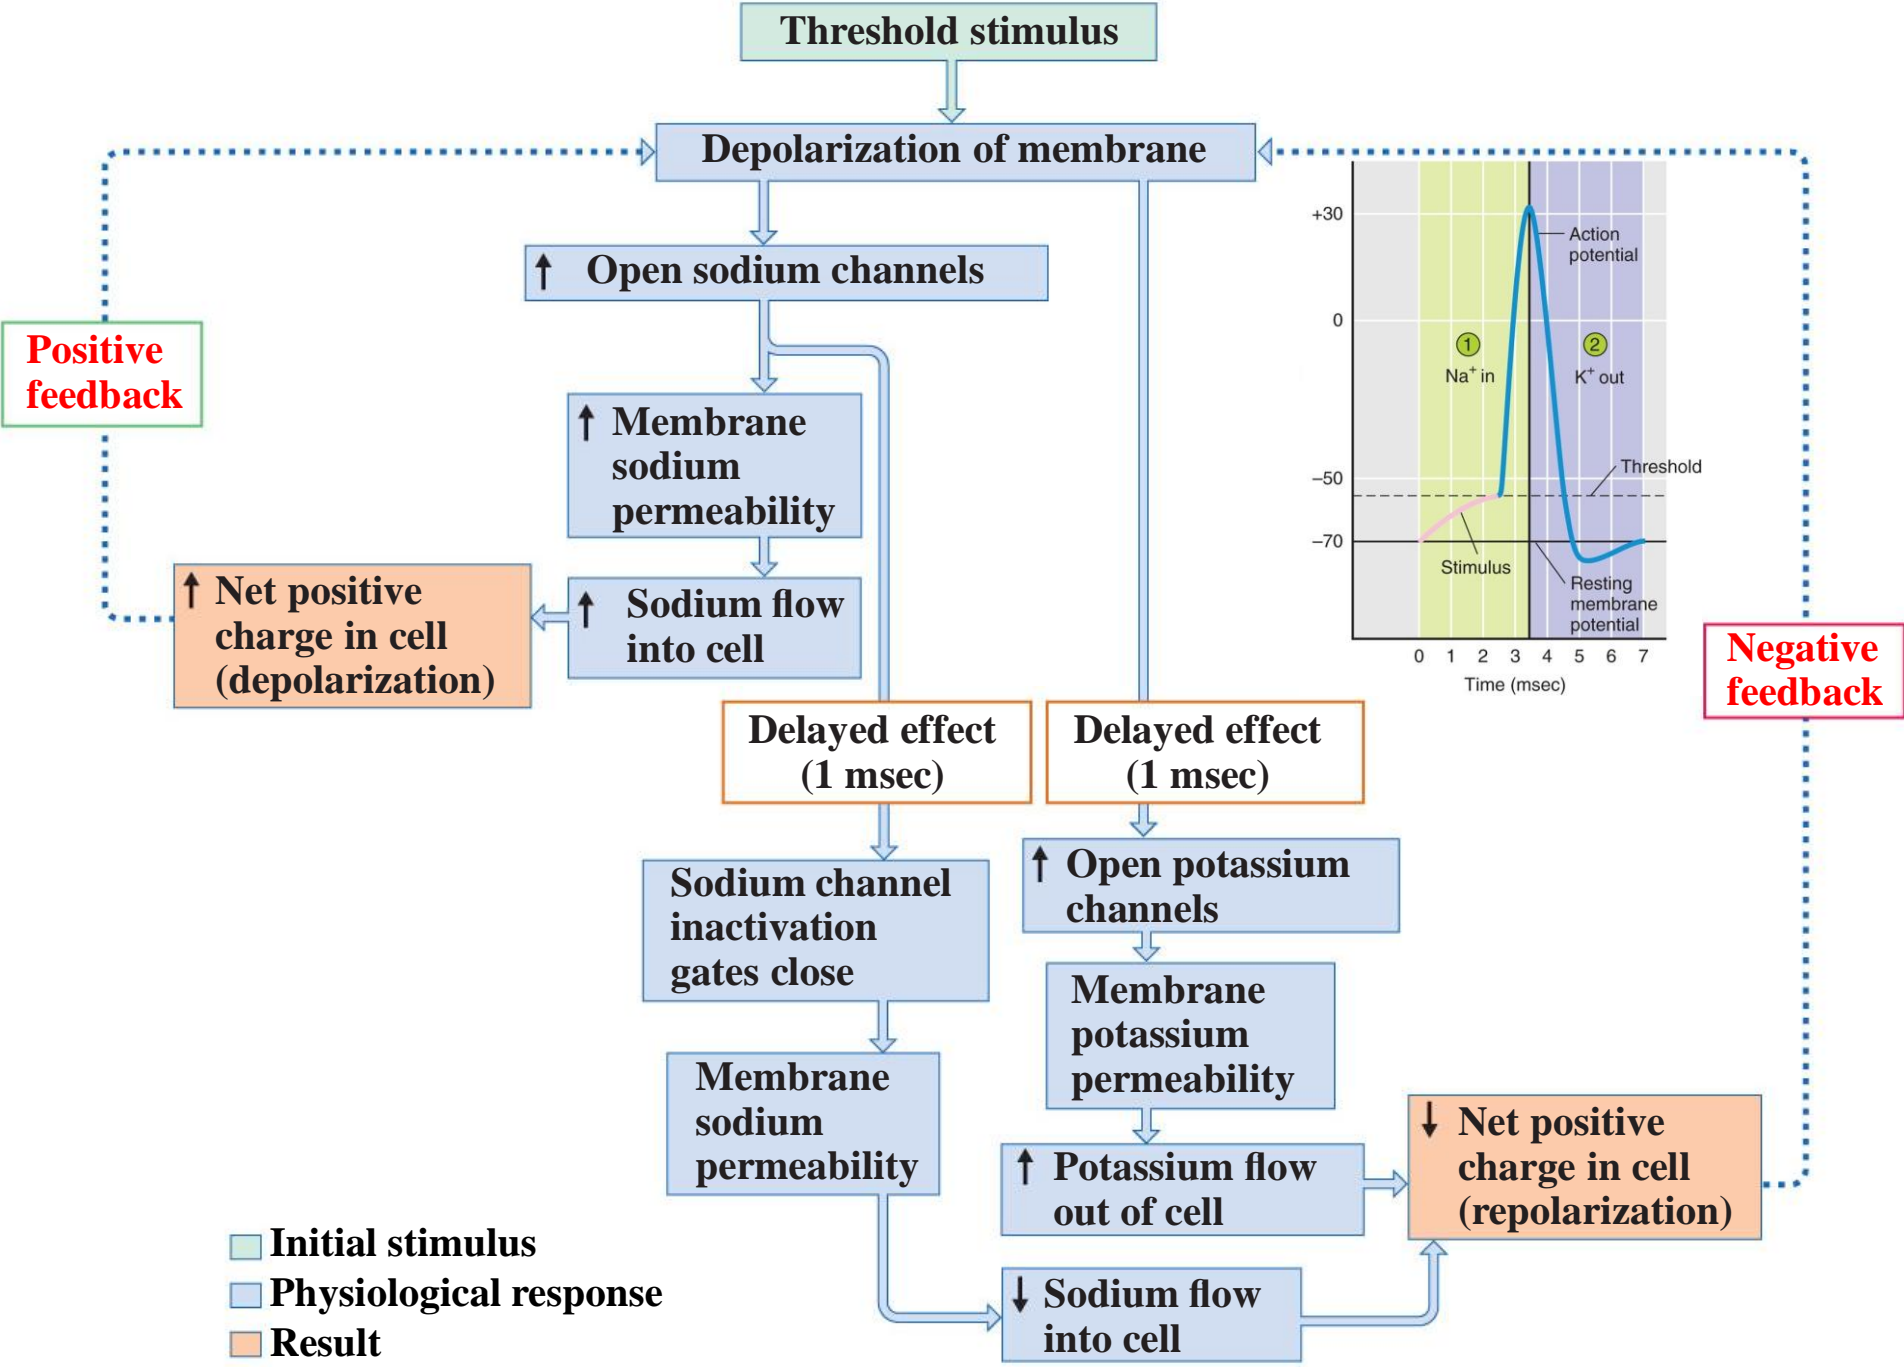 Threshold stimulus
Depolarization of membrane
↑ Open sodium channels
Positive
feedback
↑ Membrane
sodium
permeability
↑ Sodium flow
into cell
↑ Net positive
charge in cell
(depolarization)
+30
0
−50
−70
Action
potential
1
Na⁺ in
2
K⁺ out
Threshold
Stimulus
Resting
membrane
potential
0 1 2 3 4 5 6 7
Time (msec)
Negative
feedback
Delayed effect
(1 msec)
Delayed effect
(1 msec)
Sodium channel
inactivation
gates close
↑ Open potassium
channels
Membrane
sodium
permeability
Membrane
potassium
permeability
↑ Potassium flow
out of cell
↓ Net positive
charge in cell
(repolarization)
↓ Sodium flow
into cell
Initial stimulus
Physiological response
Result